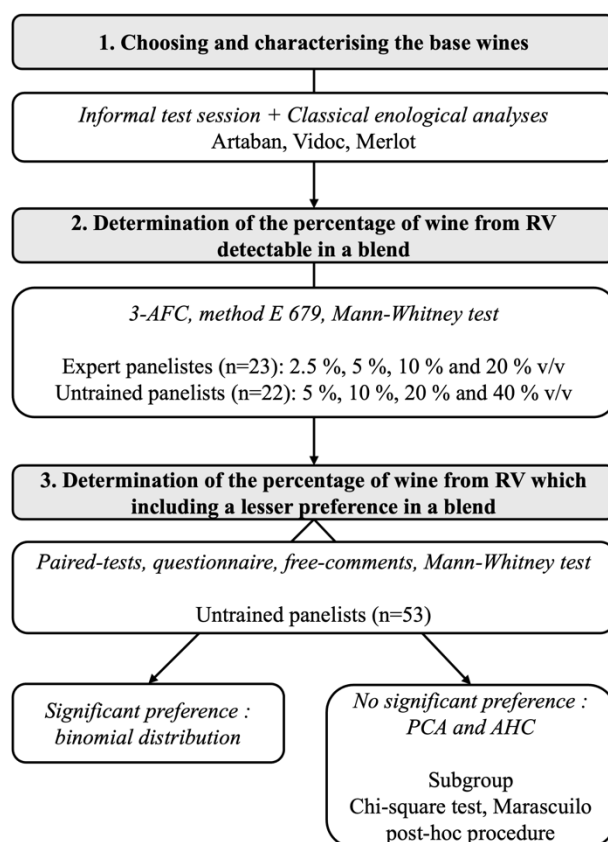 1. Choosing and characterising the base wines
Informal test session + Classical enological analyses
Artaban, Vidoc, Merlot
2. Determination of the percentage of wine from RV
detectable in a blend
3-AFC, method E 679, Mann-Whitney test
Expert panelistes (n=23): 2.5 %, 5 %, 10 % and 20 % v/v
Untrained panelists (n=22): 5 %, 10 %, 20 % and 40 % v/v
3. Determination of the percentage of wine from RV which
including a lesser preference in a blend
Paired-tests, questionnaire, free-comments, Mann-Whitney test
Untrained panelists (n=53)
Significant preference :
binomial distribution
No significant preference :
PCA and AHC
Subgroup
Chi-square test, Marascuilo
post-hoc procedure